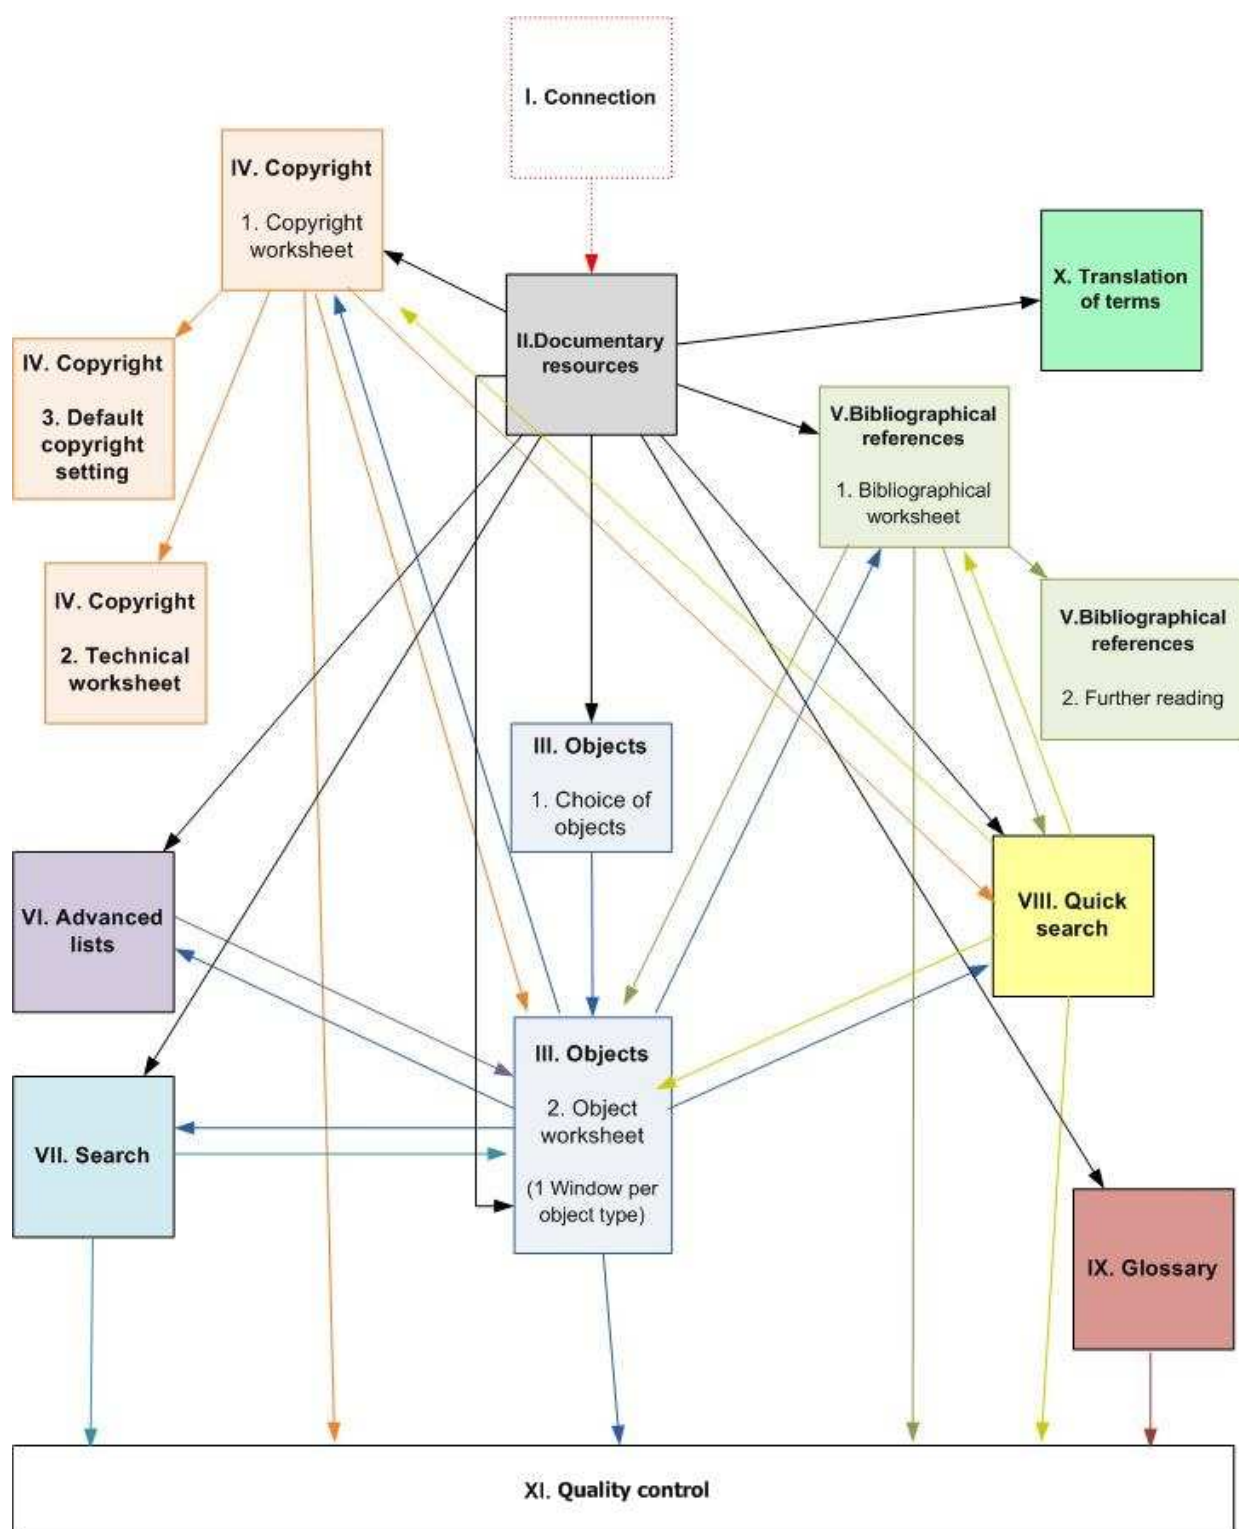 I. Connection
IV. Copyright
1. Copyright
worksheet
X. Translation
of terms
II.Documentary
resources
IV. Copyright
3. Default
copyright
setting
V.Bibliographical
references
1. Bibliographical
worksheet
IV. Copyright
2. Technical
worksheet
V.Bibliographical
references
2. Further reading
III. Objects
1. Choice of
objects
VI. Advanced
lists
VIII. Quick
search
III. Objects
2. Object
worksheet
(1 Window per
object type)
VII. Search
IX. Glossary
XI. Quality control